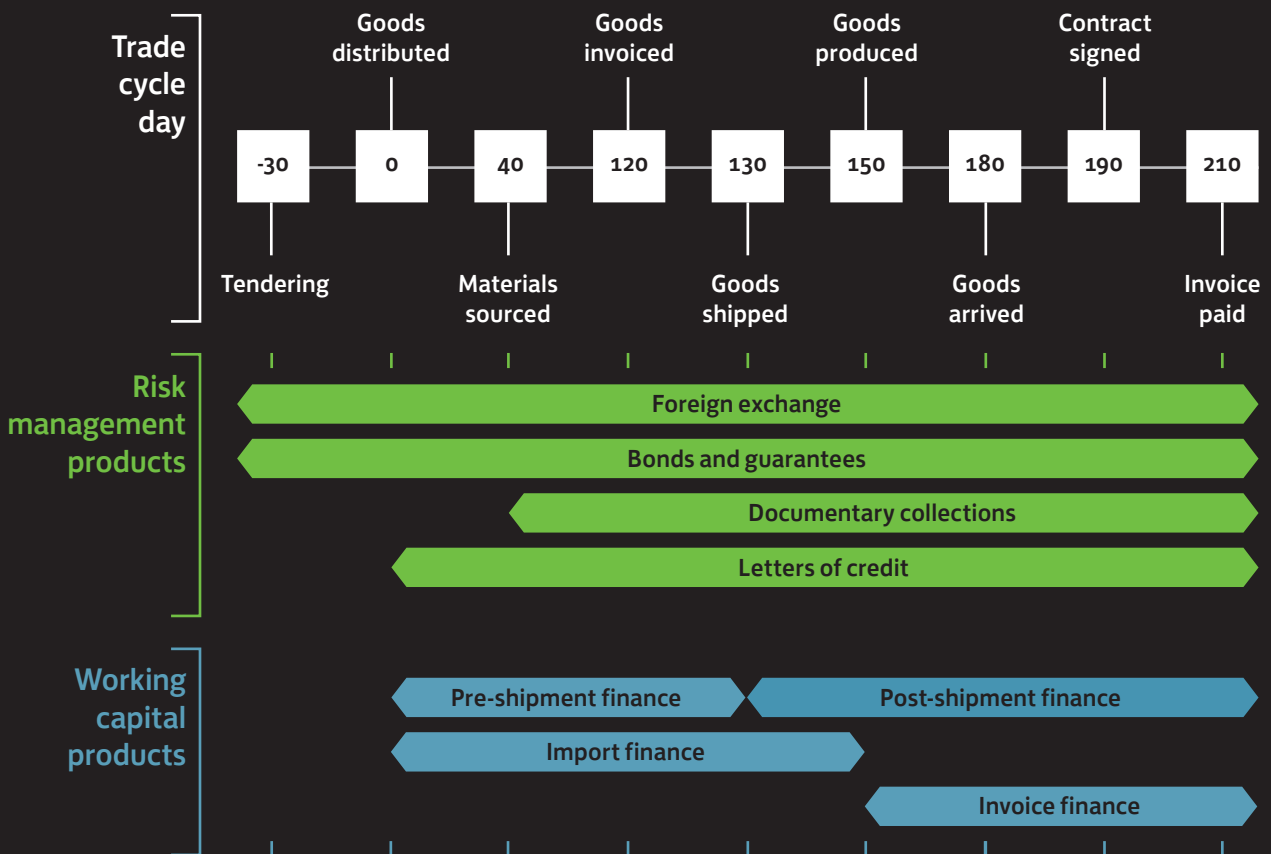 Trade
cycle
day
Goods
distributed
Goods
invoiced
Goods
produced
Contract
signed
-30
0
40
120
130
150
180
190
210
Tendering
Materials
sourced
Goods
shipped
Goods
arrived
Invoice
paid
Risk
management
products
Foreign exchange
Bonds and guarantees
Documentary collections
Letters of credit
Working
capital
products
Pre-shipment finance
Post-shipment finance
Import finance
Invoice finance